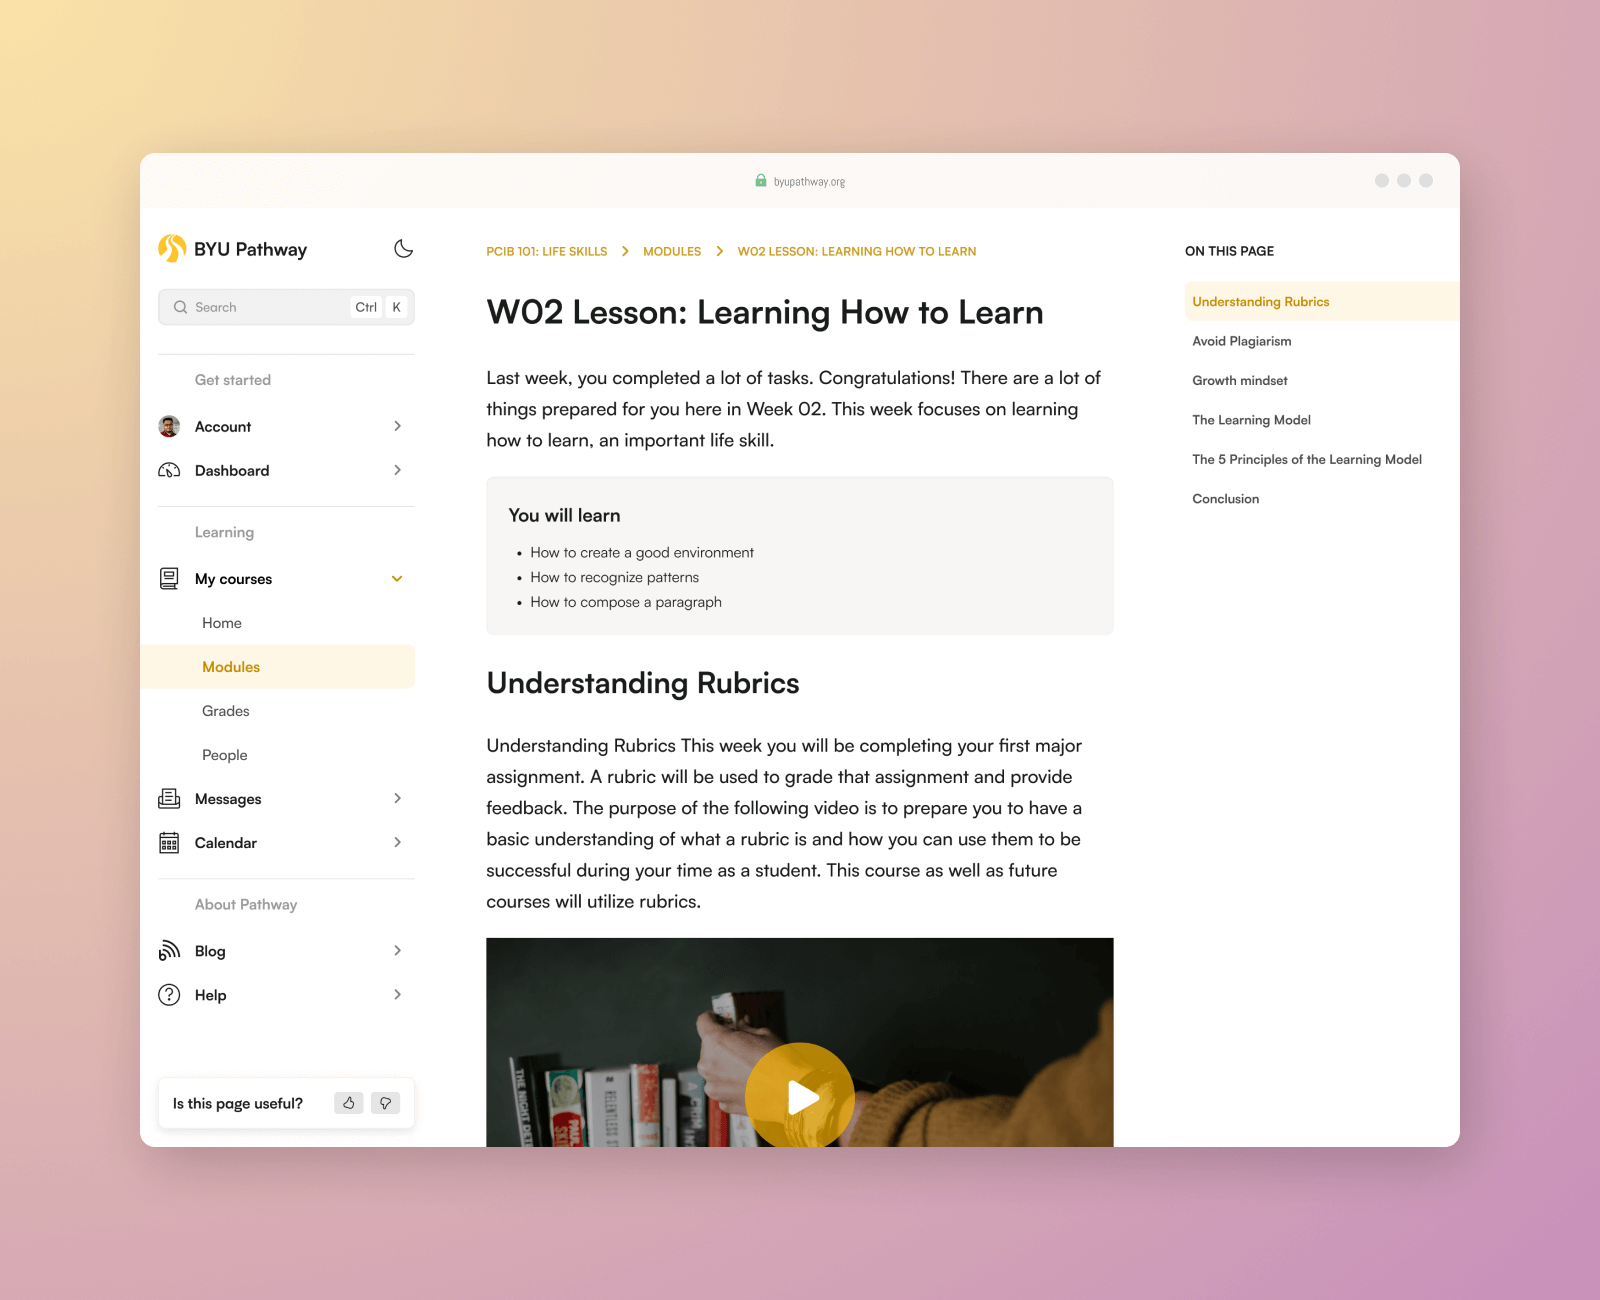 byupathway.org
BYU Pathway
Search
Ctrl K
Get started
Account
Dashboard
Learning
My courses
Home
Modules
Grades
People
Messages
Calendar
About Pathway
Blog
Help
Is this page useful?
PCIB 101: LIFE SKILLS > MODULES > W02 LESSON: LEARNING HOW TO LEARN
W02 Lesson: Learning How to Learn
Last week, you completed a lot of tasks. Congratulations! There are a lot of
things prepared for you here in Week 02. This week focuses on learning
how to learn, an important life skill.
You will learn
• How to create a good environment
• How to recognize patterns
• How to compose a paragraph
Understanding Rubrics
Understanding Rubrics This week you will be completing your first major
assignment. A rubric will be used to grade that assignment and provide
feedback. The purpose of the following video is to prepare you to have a
basic understanding of what a rubric is and how you can use them to be
successful during your time as a student. This course as well as future
courses will utilize rubrics.
THE NIGHT
ON THIS PAGE
Understanding Rubrics
Avoid Plagiarism
Growth mindset
The Learning Model
The 5 Principles of the Learning Model
Conclusion